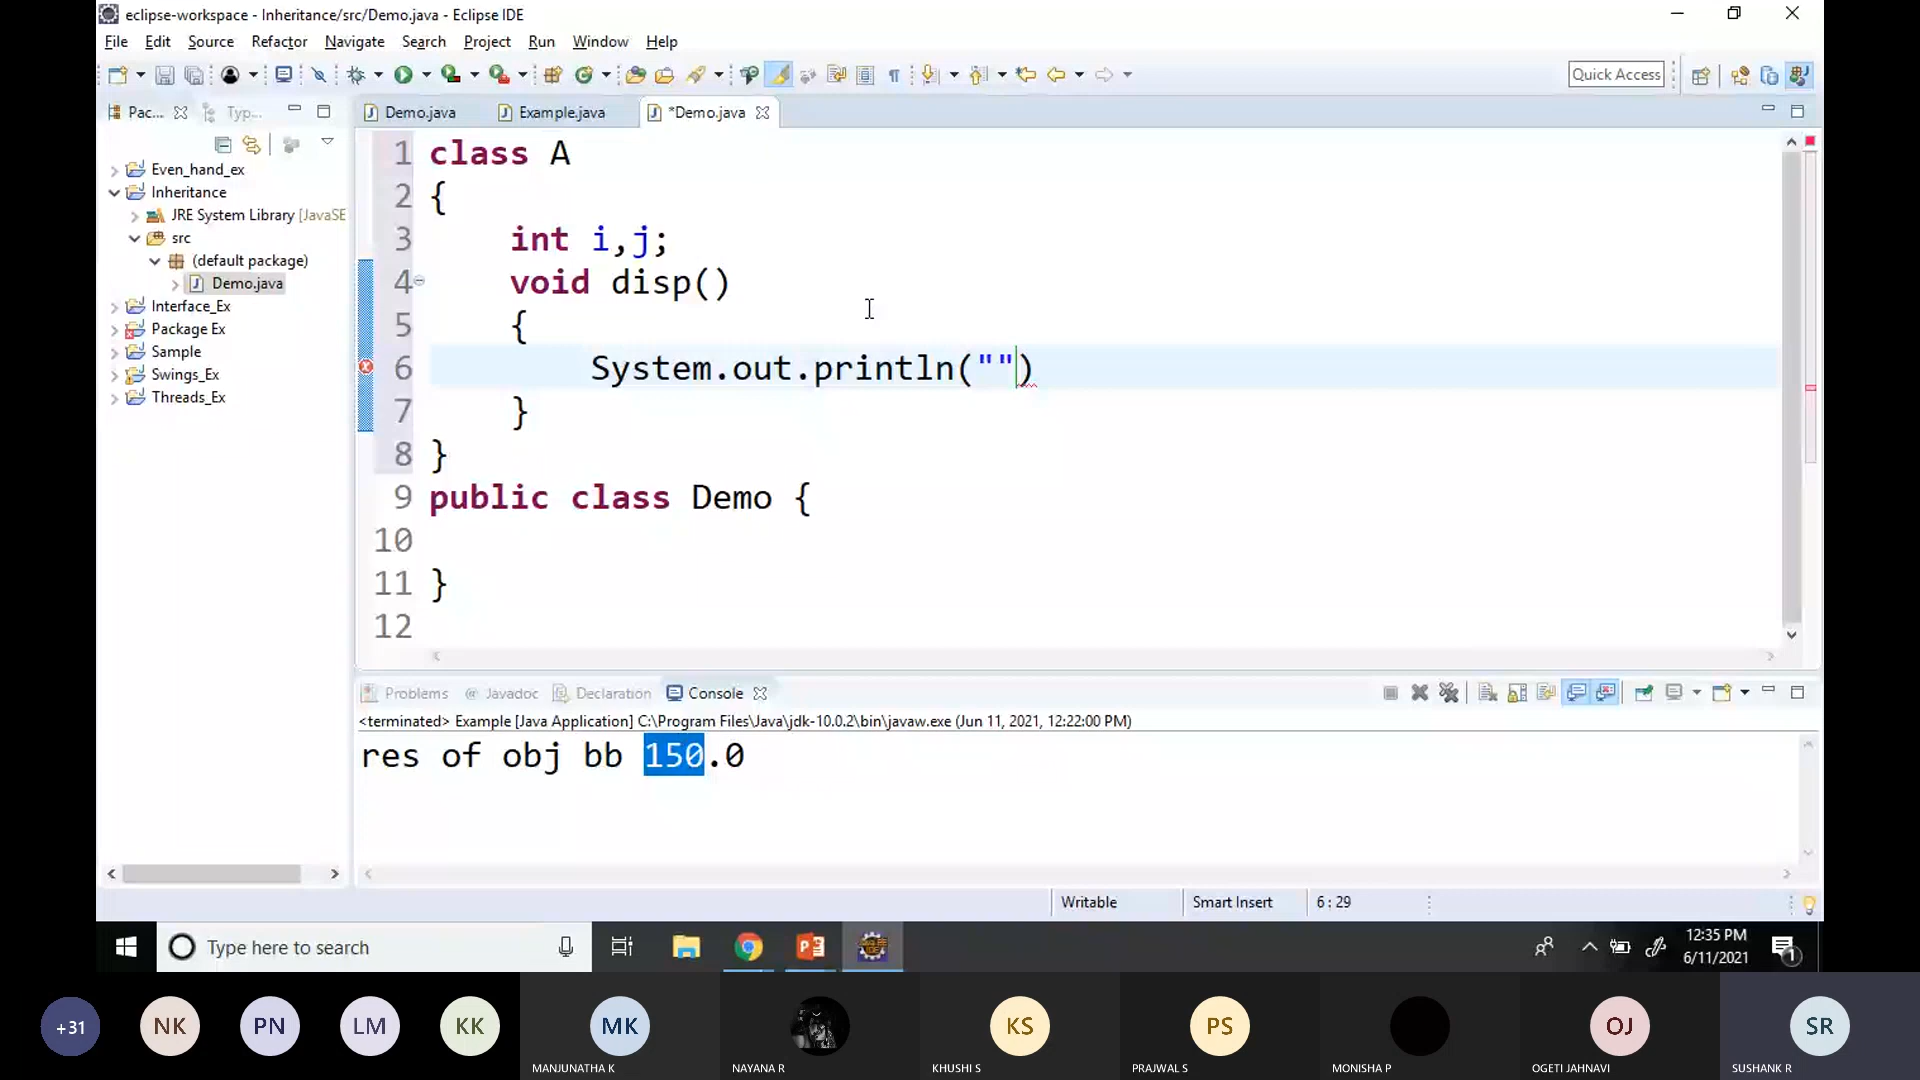 eclipse-workspace - Inheritance/src/Demo.java - Eclipse IDE
File Edit Source Refactor Navigate Search Project Run Window Help
Quick Access
Pac... Typ...
Demo.java Example.java *Demo.java
Even_hand_ex
Inheritance
JRE System Library [JavaSE
src
(default package)
Demo.java
Interface_Ex
Package Ex
Sample
Swings_Ex
Threads_Ex
1 class A
2 {
3 int i,j;
4 void disp()
5 {
6 System.out.println("")
7 }
8 }
9 public class Demo {
10
11 }
12
Problems Javadoc Declaration Console
<terminated> Example [Java Application] C:\Program Files\Java\jdk-10.0.2\bin\javaw.exe (Jun 11, 2021, 12:22:00 PM)
res of obj bb 150.0
Writable Smart Insert 6 : 29
Type here to search
12:35 PM
6/11/2021
1
+31 NK PN LM KK MK KS PS OJ SR
MANJUNATHA K NAYANA R KHUSHI S PRAJWAL S MONISHA P OGETI JAHNAVI SUSHANK R